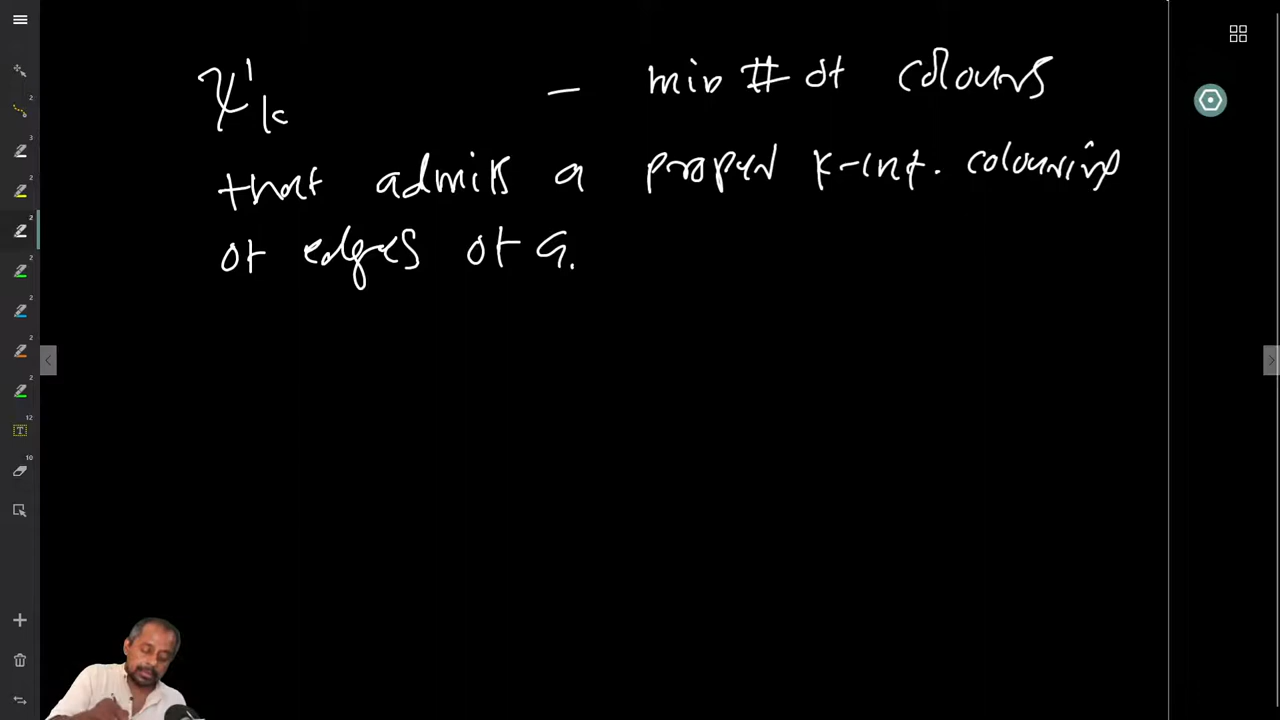 ψ'k – min # of colours
that admits a proper k-int. colouring
of edges of G.